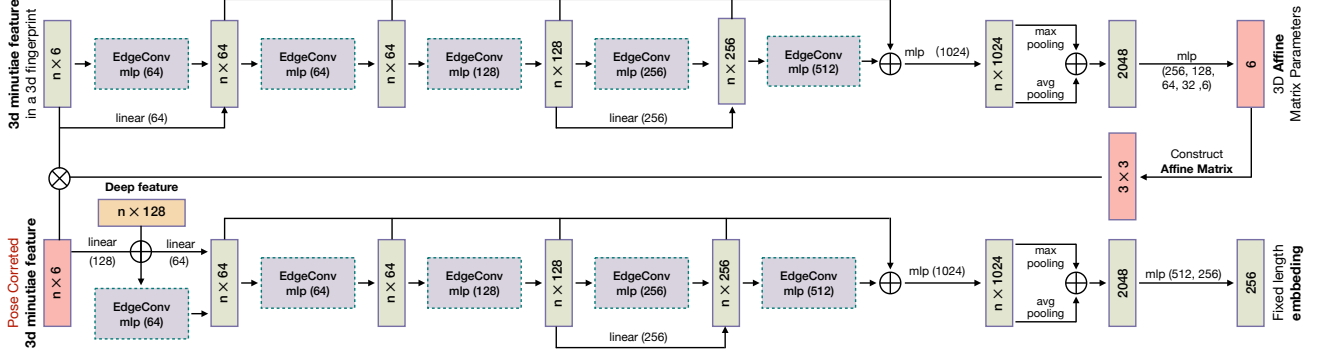 3d minutiae feature
in a 3d fingerprint
n × 6
EdgeConv
mlp (64)
n × 64
EdgeConv
mlp (64)
n × 64
EdgeConv
mlp (128)
n × 128
EdgeConv
mlp (256)
n × 256
EdgeConv
mlp (512)
mlp (1024)
n × 1024
max
pooling
avg
pooling
2048
mlp
(256, 128,
64, 32 ,6)
6
3D Affine
Matrix Parameters
linear (64)
linear (256)
Construct
Affine Matrix
3 × 3
Deep feature
n × 128
Pose Correted
3d minutiae feature
n × 6
linear
(128)
linear
(64)
EdgeConv
mlp (64)
n × 64
EdgeConv
mlp (64)
n × 64
EdgeConv
mlp (128)
n × 128
EdgeConv
mlp (256)
n × 256
EdgeConv
mlp (512)
mlp (1024)
n × 1024
max
pooling
avg
pooling
2048
mlp (512, 256)
256
Fixed length
embbeding
linear (256)